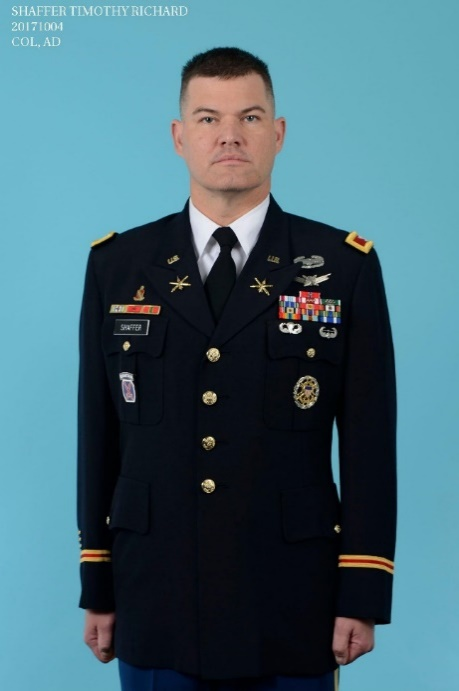 SHAFFER TIMOTHY RICHARD
20171004
COL, AD
U.S.
U.S.
SHAFFER